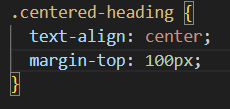 .centered-heading {
  text-align: center;
  margin-top: 100px;
}